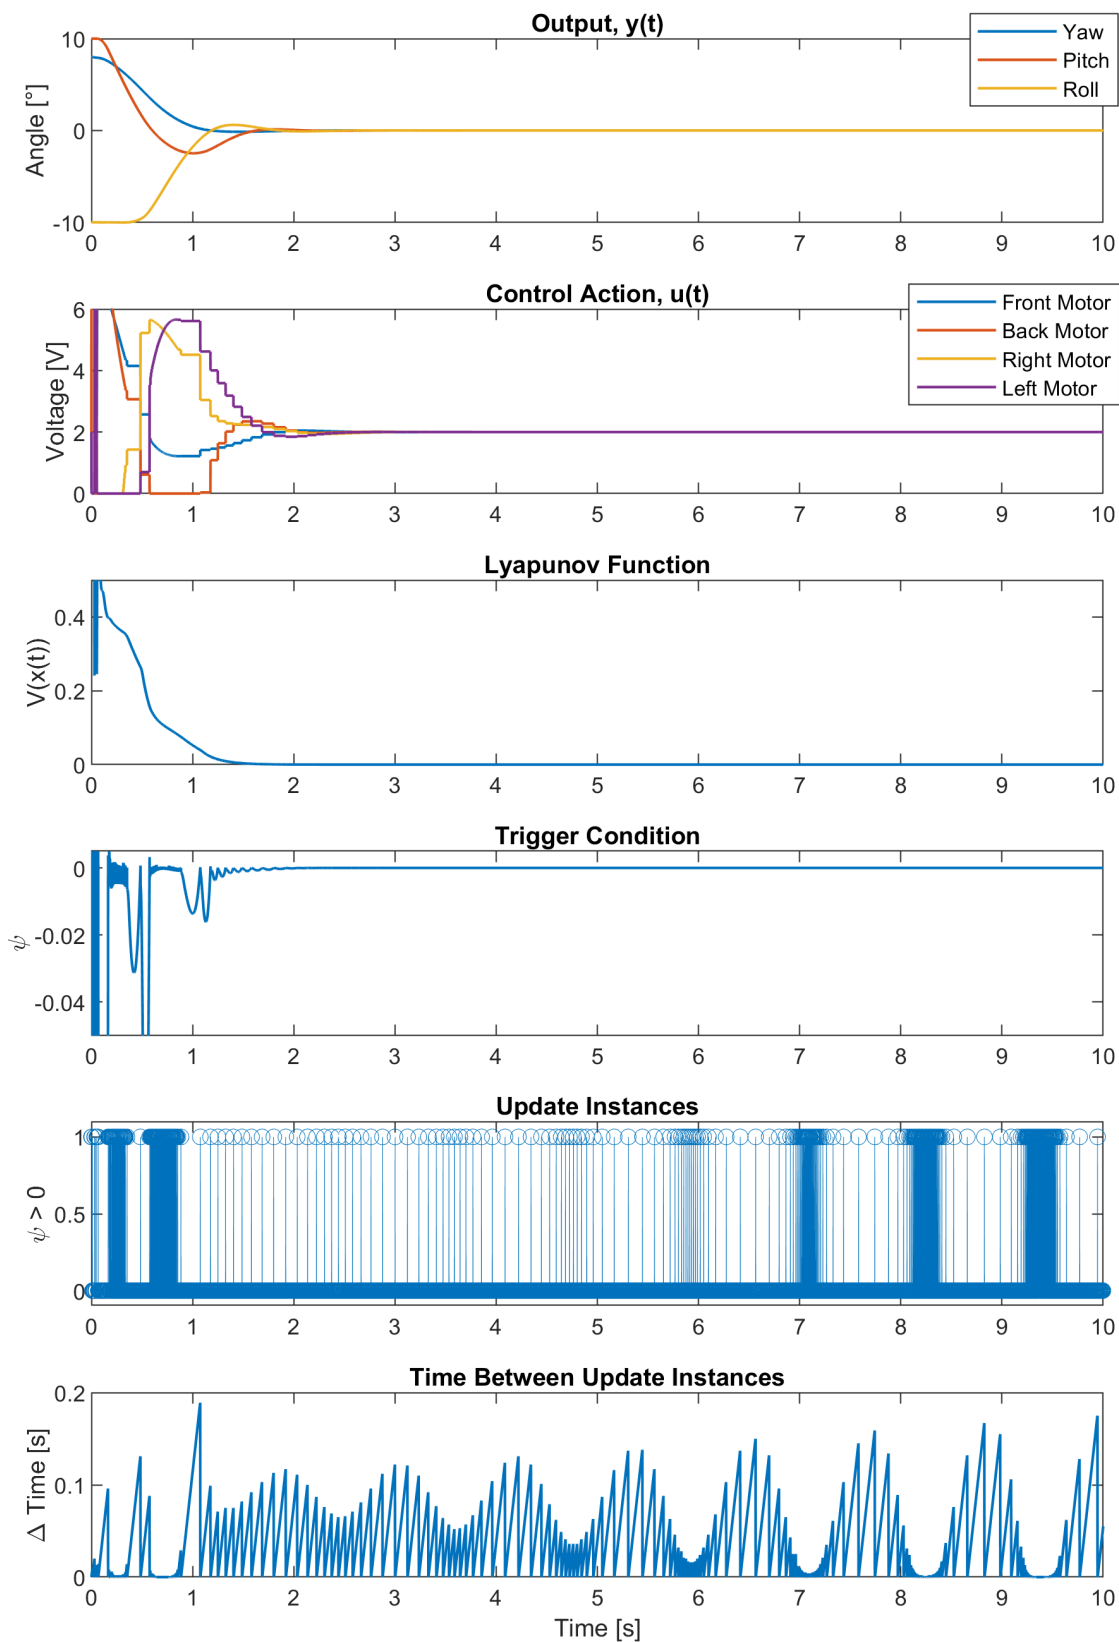 Output, y(t)
Yaw
Pitch
Roll
Angle [°]
10
0
-10
0 1 2 3 4 5 6 7 8 9 10
Control Action, u(t)
Front Motor
Back Motor
Right Motor
Left Motor
Voltage [V]
6
4
2
0
0 1 2 3 4 5 6 7 8 9 10
Lyapunov Function
V(x(t))
0.4
0.2
0
0 1 2 3 4 5 6 7 8 9 10
Trigger Condition
ψ
0
-0.02
-0.04
0 1 2 3 4 5 6 7 8 9 10
Update Instances
ψ > 0
1
0.5
0
0 1 2 3 4 5 6 7 8 9 10
Time Between Update Instances
Δ Time [s]
0.2
0.1
0
0 1 2 3 4 5 6 7 8 9 10
Time [s]